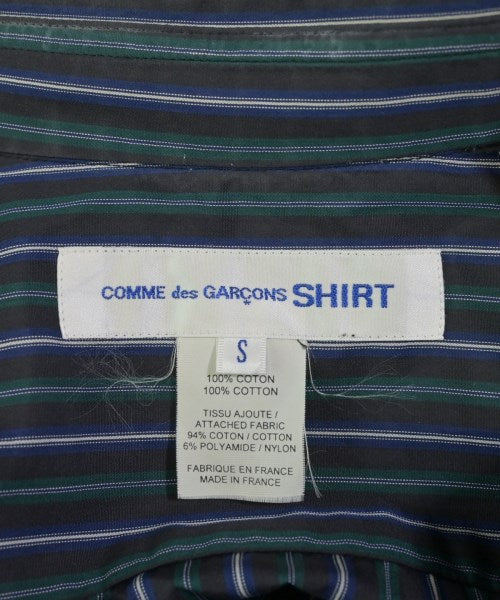 COMME des GARÇONS SHIRT
S
100% COTON
100% COTTON
TISSU AJOUTE /
ATTACHED FABRIC
94% COTON / COTTON
6% POLYAMIDE / NYLON
FABRIQUE EN FRANCE
MADE IN FRANCE